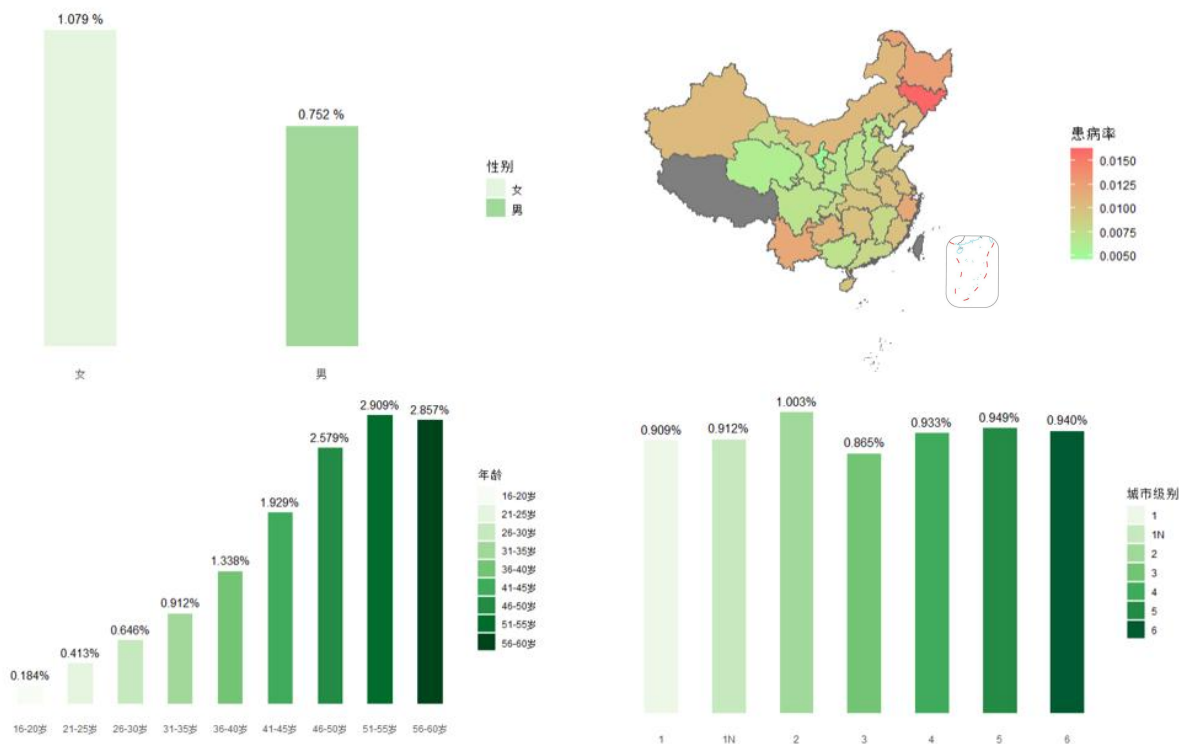 1.079 %
0.752 %
性别
女
男
女
男
患病率
0.0150
0.0125
0.0100
0.0075
0.0050
0.184%
0.413%
0.646%
0.912%
1.338%
1.929%
2.579%
2.909%
2.857%
年龄
16-20岁
21-25岁
26-30岁
31-35岁
36-40岁
41-45岁
46-50岁
51-55岁
56-60岁
16-20岁
21-25岁
26-30岁
31-35岁
36-40岁
41-45岁
46-50岁
51-55岁
56-60岁
0.909%
0.912%
1.003%
0.865%
0.933%
0.949%
0.940%
城市级别
1
1N
2
3
4
5
6
1
1N
2
3
4
5
6